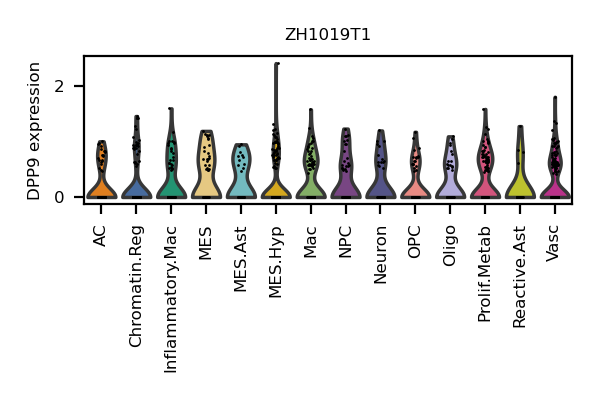 ZH1019T1
DPP9 expression
2
0
AC
Chromatin.Reg
Inflammatory.Mac
MES
MES.Ast
MES.Hyp
Mac
NPC
Neuron
OPC
Oligo
Prolif.Metab
Reactive.Ast
Vasc